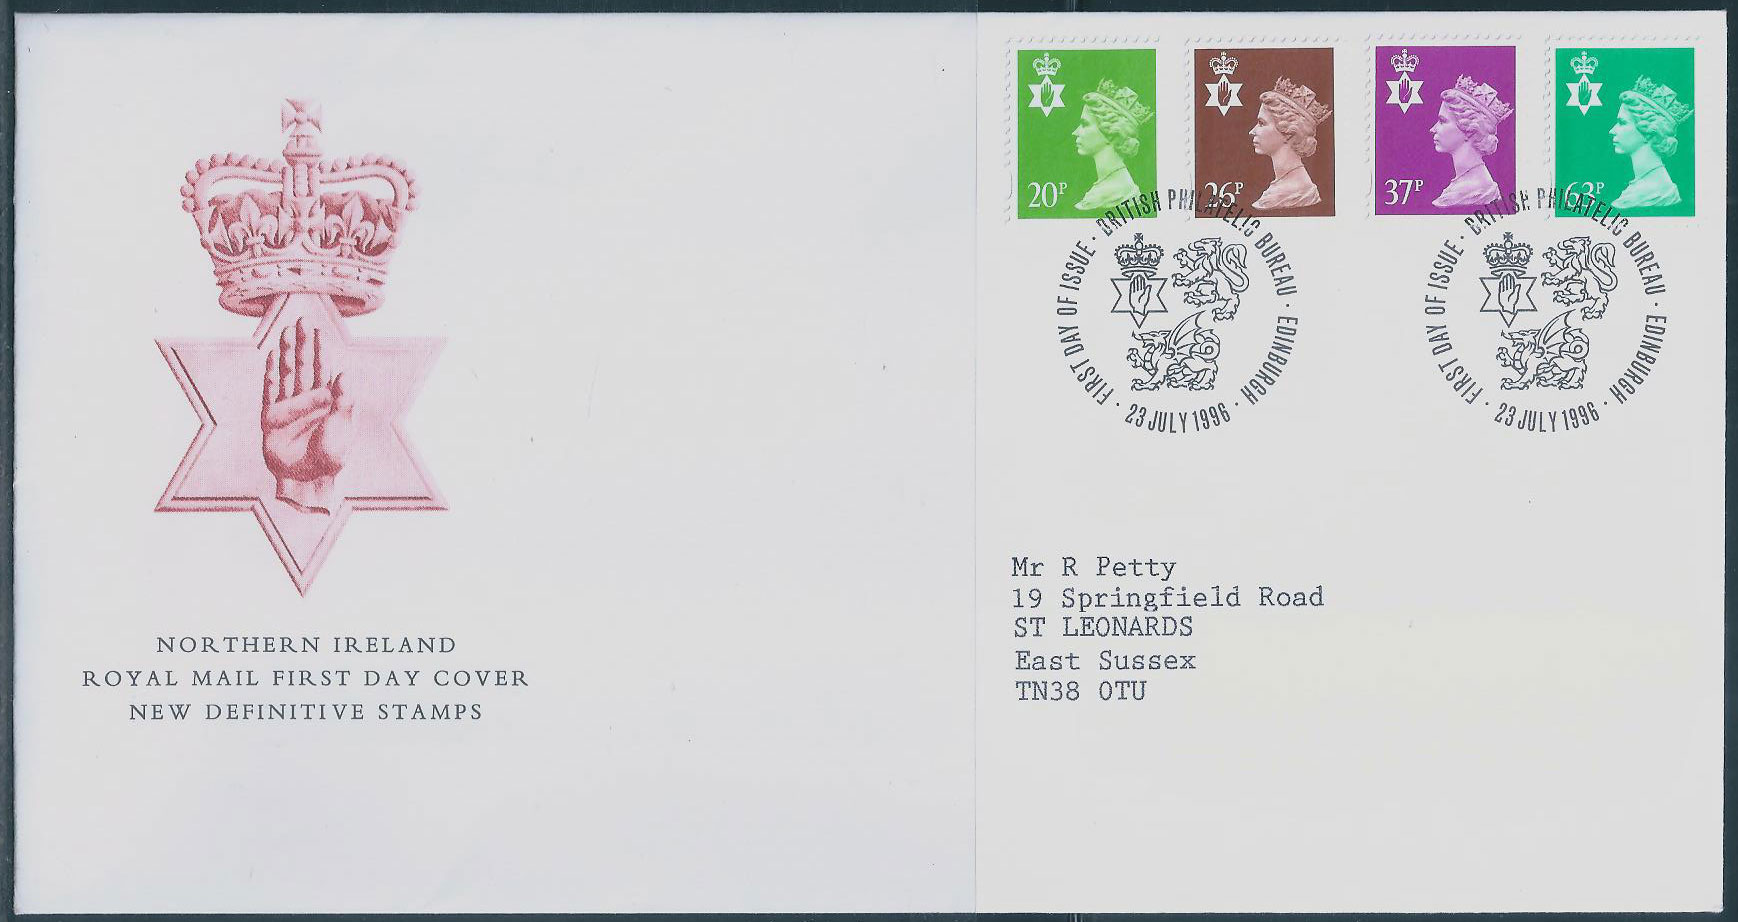 20P
26P
37P
63P
FIRST DAY OF ISSUE · BRITISH PHILATELIC BUREAU · EDINBURGH ·
23 JULY 1996
FIRST DAY OF ISSUE · BRITISH PHILATELIC BUREAU · EDINBURGH ·
23 JULY 1996
NORTHERN IRELAND
ROYAL MAIL FIRST DAY COVER
NEW DEFINITIVE STAMPS
Mr R Petty
19 Springfield Road
ST LEONARDS
East Sussex
TN38 0TU